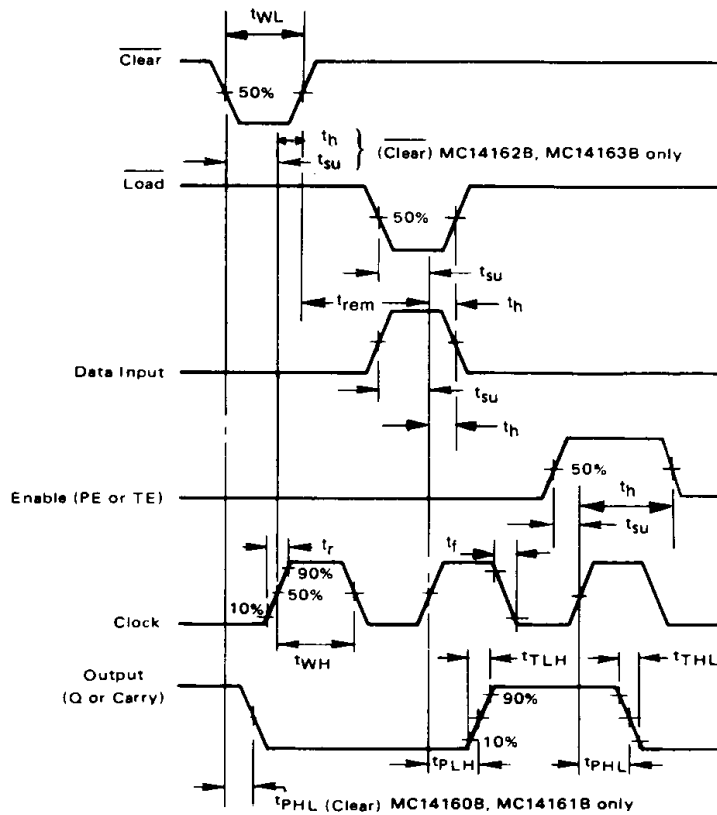 tWL
Clear
50%
th
tsu } (Clear) MC14162B, MC14163B only
Load
50%
tsu
trem
th
Data Input
tsu
th
50%
Enable (PE or TE)
th
tsu
tr
tf
90%
50%
10%
Clock
tWH
tTLH
tTHL
Output
(Q or Carry)
90%
10%
tPLH
tPHL
tPHL (Clear) MC14160B, MC14161B only